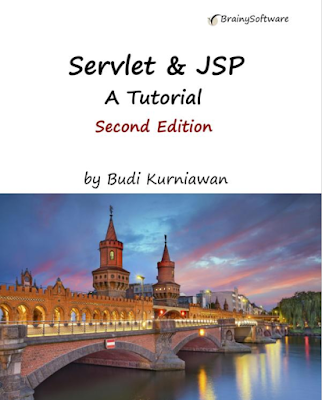 BrainySoftware
Servlet & JSP
A Tutorial
Second Edition
by Budi Kurniawan